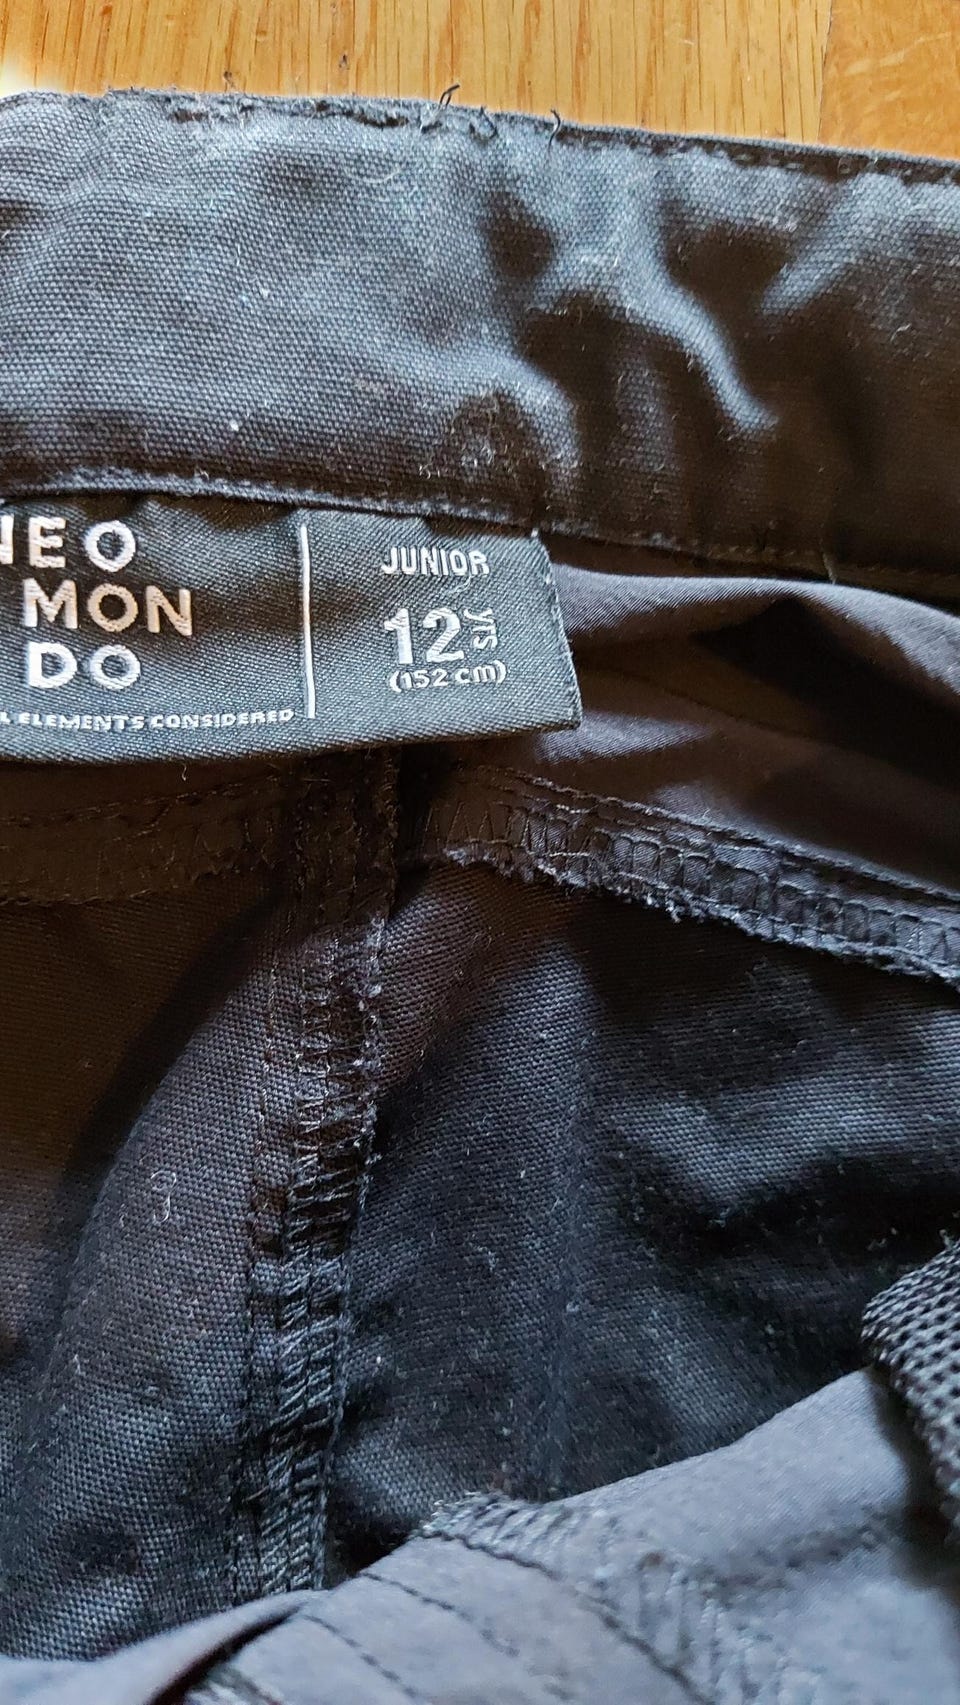 NEO
MON
DO
L ELEMENTS CONSIDERED
JUNIOR
12 YRS
(152 cm)